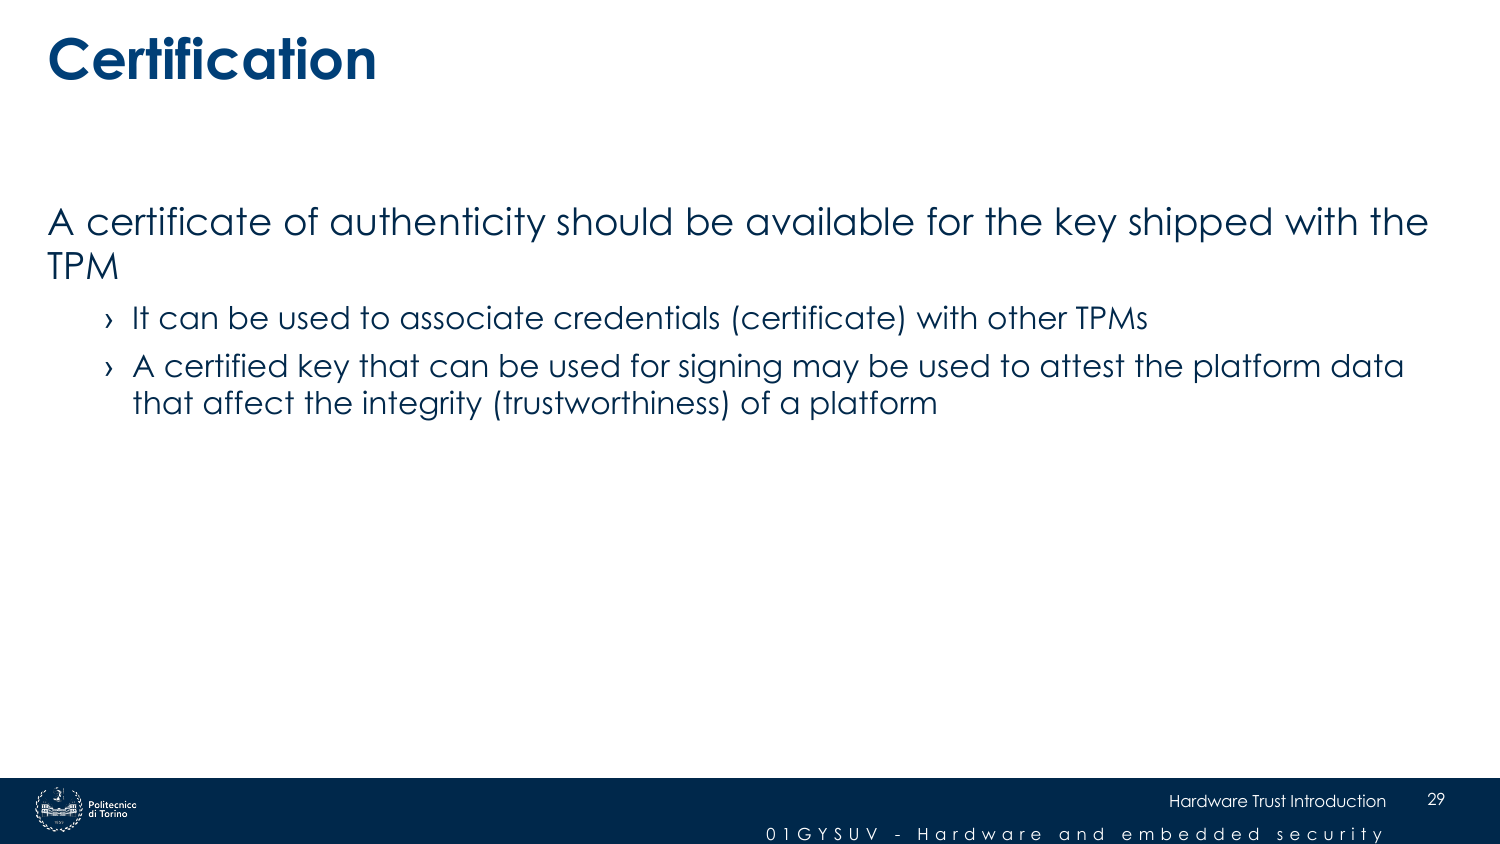 Certification
A certificate of authenticity should be available for the key shipped with the
TPM
› It can be used to associate credentials (certificate) with other TPMs
› A certified key that can be used for signing may be used to attest the platform data
that affect the integrity (trustworthiness) of a platform
Politecnico
di Torino
Hardware Trust Introduction 29
01GYSUV - Hardware and embedded security